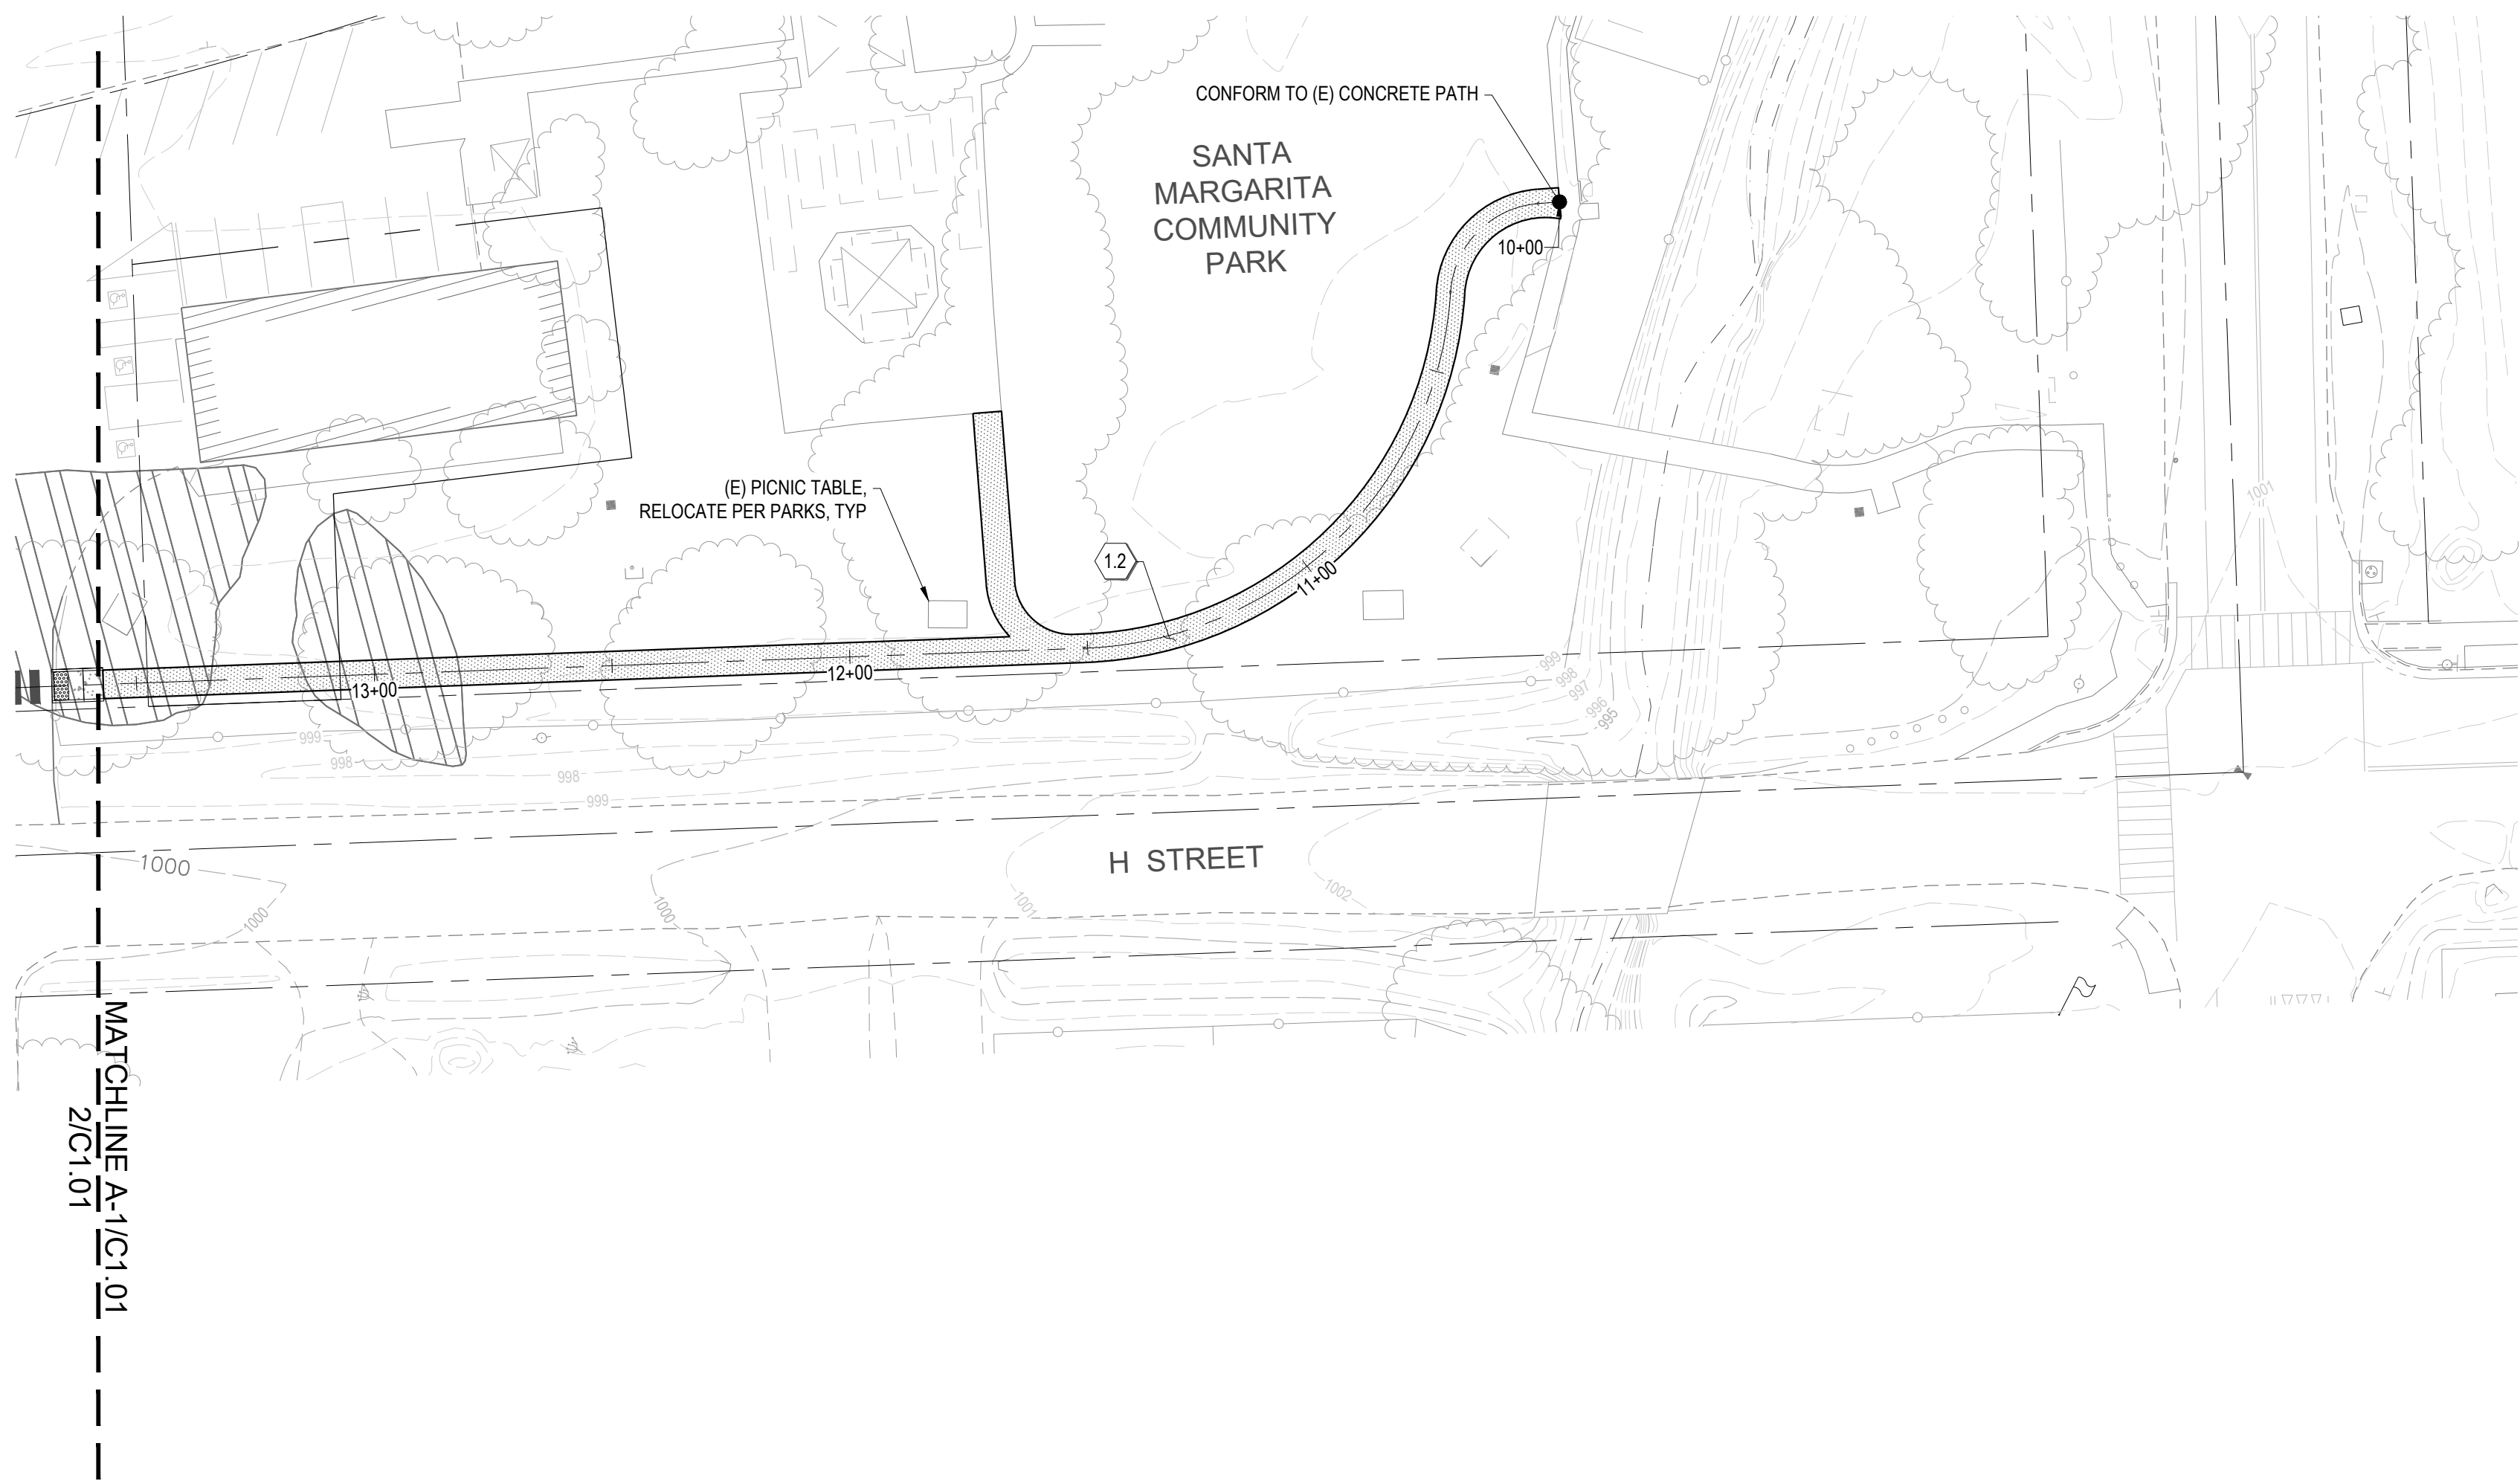 CONFORM TO (E) CONCRETE PATH
SANTA
MARGARITA
COMMUNITY
PARK
10+00
(E) PICNIC TABLE,
RELOCATE PER PARKS, TYP
1.2
11+00
1001
12+00
13+00
999
998
997
996
995
999
998
998
999
H STREET
1000
1000
1000
1001
1002
MATCHLINE A-1/C1.01
2/C1.01